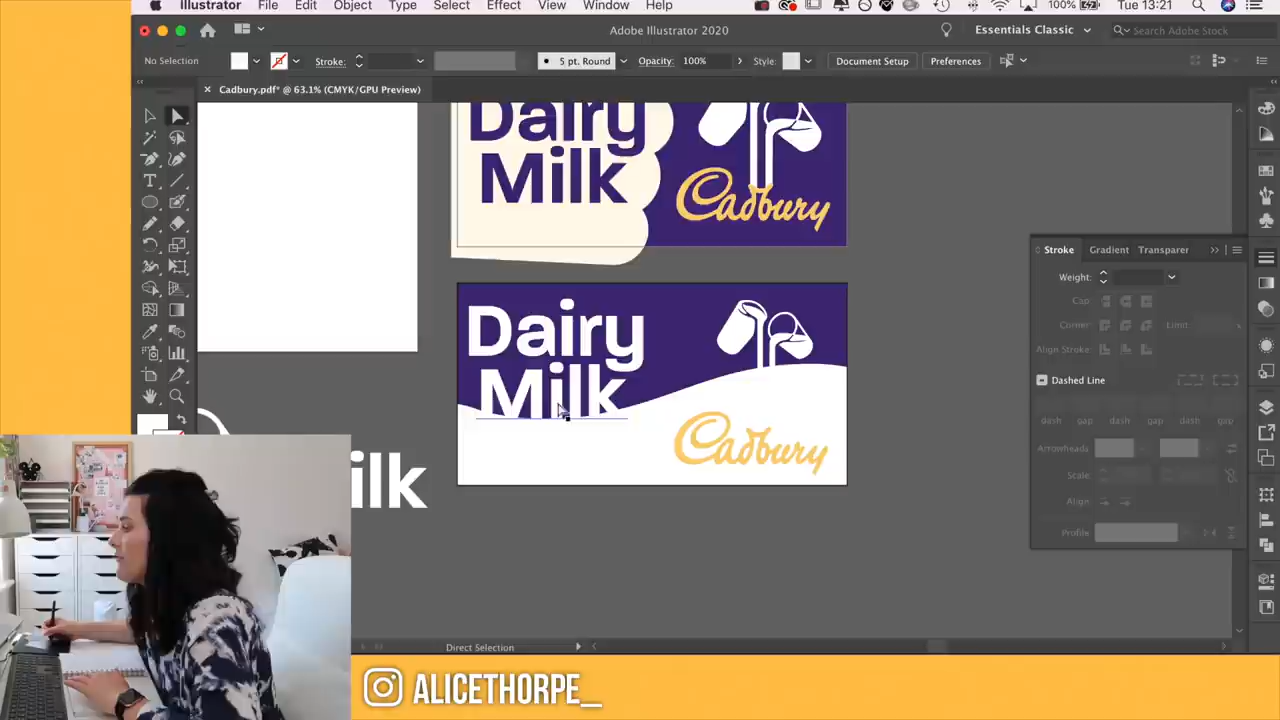 Illustrator File Edit Object Type Select Effect View Window Help 100% Tue 13:21
Adobe Illustrator 2020 Essentials Classic Search Adobe Stock
No Selection Stroke: 5 pt. Round Opacity: 100% Style: Document Setup Preferences
× Cadbury.pdf* @ 63.1% (CMYK/GPU Preview)
Dairy
Milk
Cadbury
Stroke Gradient Transparer
Weight:
Cap:
Corner: Limit:
Align Stroke:
Dashed Line
dash gap dash gap dash gap
Arrowheads:
Scale:
Align:
Profile:
Dairy
Milk
Cadbury
ilk
Direct Selection
ALICETHORPE_